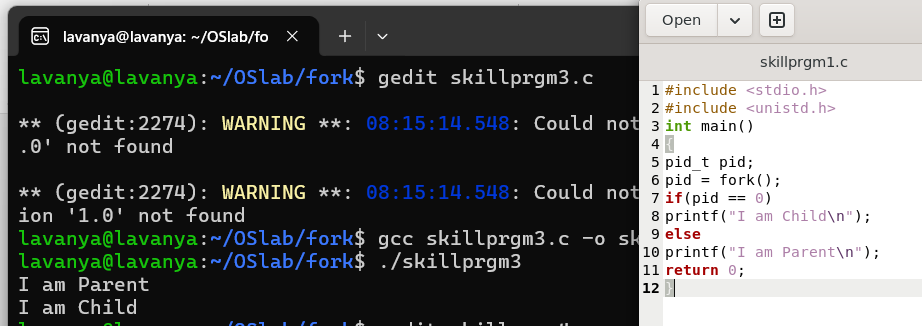 lavanya@lavanya: ~/OSlab/fo
lavanya@lavanya:~/OSlab/fork$ gedit skillprgm3.c
** (gedit:2274): WARNING **: 08:15:14.548: Could not
.0' not found
** (gedit:2274): WARNING **: 08:15:14.548: Could not
ion '1.0' not found
lavanya@lavanya:~/OSlab/fork$ gcc skillprgm3.c -o sk
lavanya@lavanya:~/OSlab/fork$ ./skillprgm3
I am Parent
I am Child
Open
skillprgm1.c
1 #include <stdio.h>
2 #include <unistd.h>
3 int main()
4 {
5 pid_t pid;
6 pid = fork();
7 if(pid == 0)
8 printf("I am Child\n");
9 else
10 printf("I am Parent\n");
11 return 0;
12 }